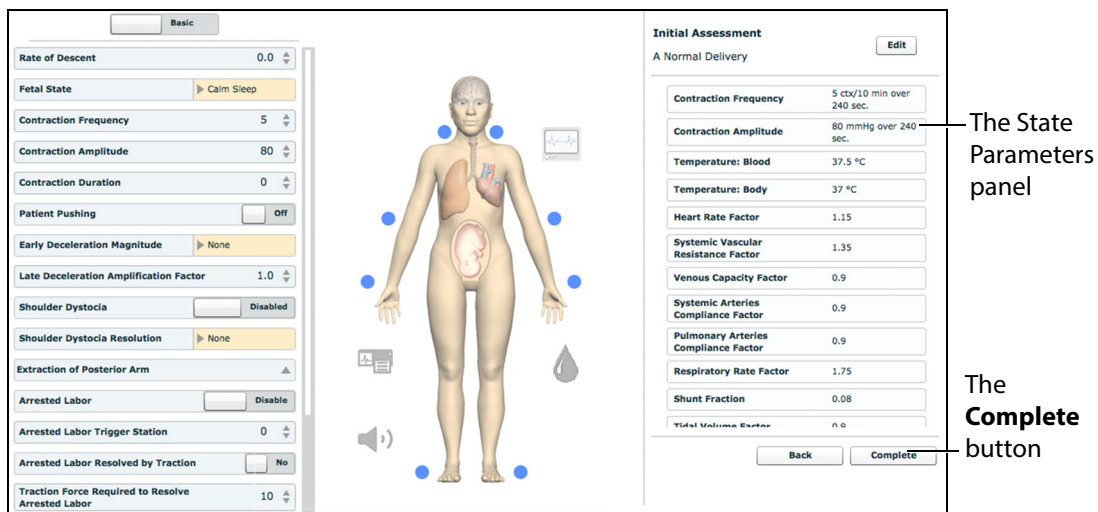 Basic
Rate of Descent 0.0
Fetal State Calm Sleep
Contraction Frequency 5
Contraction Amplitude 80
Contraction Duration 0
Patient Pushing Off
Early Deceleration Magnitude None
Late Deceleration Amplification Factor 1.0
Shoulder Dystocia Disabled
Shoulder Dystocia Resolution None
Extraction of Posterior Arm
Arrested Labor Disable
Arrested Labor Trigger Station 0
Arrested Labor Resolved by Traction No
Traction Force Required to Resolve
Arrested Labor 10
Initial Assessment
A Normal Delivery
Edit
Contraction Frequency 5 ctx/10 min over
240 sec.
Contraction Amplitude 80 mmHg over 240
sec.
Temperature: Blood 37.5 °C
Temperature: Body 37 °C
Heart Rate Factor 1.15
Systemic Vascular
Resistance Factor 1.35
Venous Capacity Factor 0.9
Systemic Arteries
Compliance Factor 0.9
Pulmonary Arteries
Compliance Factor 0.9
Respiratory Rate Factor 1.75
Shunt Fraction 0.08
Tidal Volume Factor 0.9
Back Complete
The State
Parameters
panel
The
Complete
button